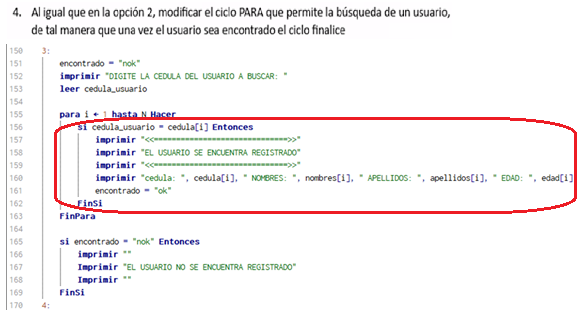 4. Al igual que en la opción 2, modificar el ciclo PARA que permite la búsqueda de un usuario,
de tal manera que una vez el usuario sea encontrado el ciclo finalice
150 3:
151 encontrado = "nok"
152 imprimir "DIGITE LA CEDULA DEL USUARIO A BUSCAR: "
153 leer cedula_usuario
154
155 para i ← 1 hasta N Hacer
156 si cedula_usuario = cedula[i] Entonces
157 imprimir "<<==============================>>"
158 imprimir "EL USUARIO SE ENCUENTRA REGISTRADO"
159 imprimir "<<==============================>>"
160 imprimir "cedula: ", cedula[i], " NOMBRES: ", nombres[i], " APELLIDOS: ", apellidos[i], " EDAD: ", edad[i]
161 encontrado = "ok"
162 FinSi
163 FinPara
164
165 si encontrado = "nok" Entonces
166 imprimir ""
167 Imprimir "EL USUARIO NO SE ENCUENTRA REGISTRADO"
168 Imprimir ""
169 FinSi
170 4: